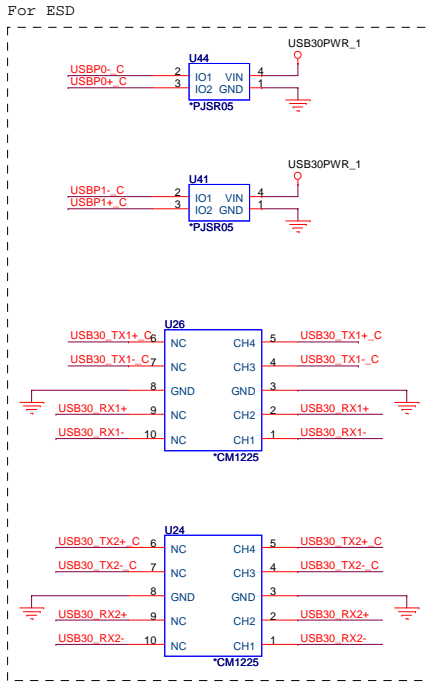 For ESD
U44
USB30PWR_1
USBP0-_C 2 IO1 VIN 4
USBP0+_C 3 IO2 GND 1
*PJSR05
U41
USB30PWR_1
USBP1-_C 2 IO1 VIN 4
USBP1+_C 3 IO2 GND 1
*PJSR05
U26
USB30_TX1+_C 6 NC CH4 5 USB30_TX1+_C
USB30_TX1-_C 7 NC CH3 4 USB30_TX1-_C
8 GND GND 3
USB30_RX1+ 9 NC CH2 2 USB30_RX1+
USB30_RX1- 10 NC CH1 1 USB30_RX1-
*CM1225
U24
USB30_TX2+_C 6 NC CH4 5 USB30_TX2+_C
USB30_TX2-_C 7 NC CH3 4 USB30_TX2-_C
8 GND GND 3
USB30_RX2+ 9 NC CH2 2 USB30_RX2+
USB30_RX2- 10 NC CH1 1 USB30_RX2-
*CM1225